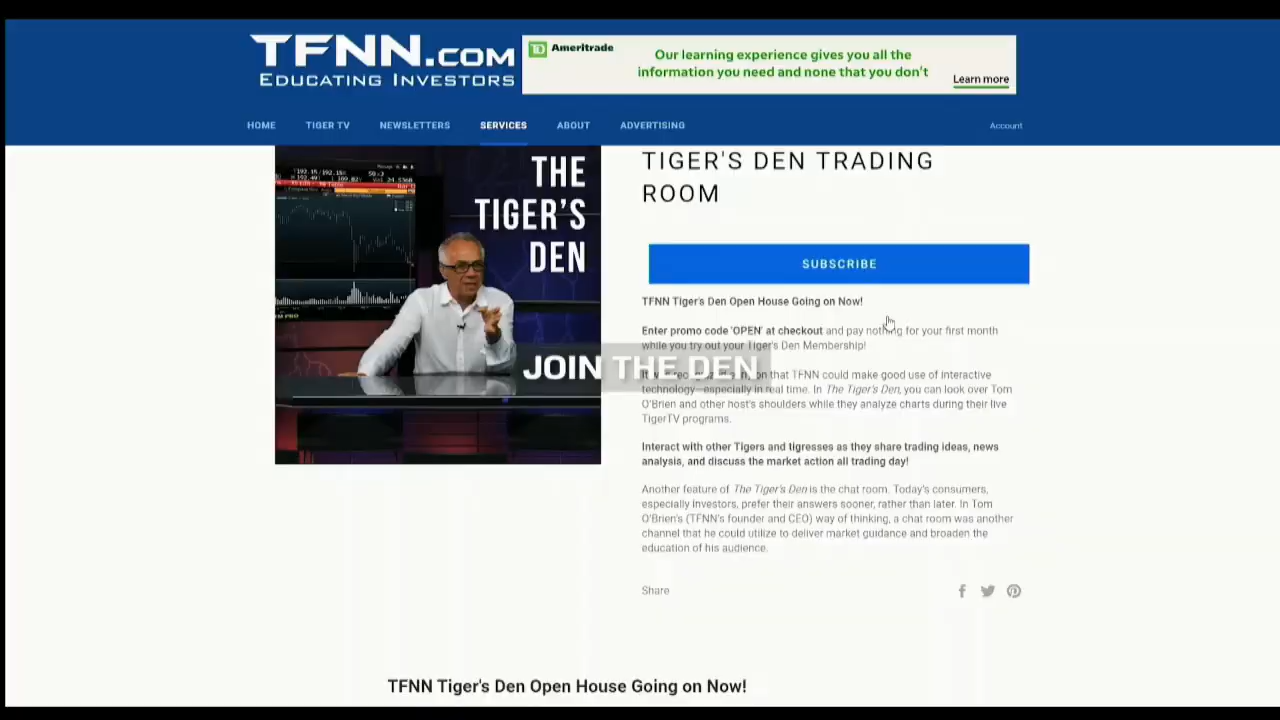 TFNN.COM
EDUCATING INVESTORS
TD Ameritrade
Our learning experience gives you all the
information you need and none that you don't
Learn more
HOME TIGER TV NEWSLETTERS SERVICES ABOUT ADVERTISING Account
THE
TIGER'S
DEN
TIGER'S DEN TRADING
ROOM
SUBSCRIBE
TFNN Tiger's Den Open House Going on Now!
Enter promo code 'OPEN' at checkout and pay nothing for your first month
while you try out your Tiger's Den Membership!
JOIN THE DEN
that TFNN could make good use of interactive
technology—especially in real time. In The Tiger's Den, you can look over Tom
O'Brien and other host's shoulders while they analyze charts during their live
TigerTV programs.
Interact with other Tigers and tigresses as they share trading ideas, news
analysis, and discuss the market action all trading day!
Another feature of The Tiger's Den is the chat room. Today's consumers,
especially investors, prefer their answers sooner, rather than later. In Tom
O'Brien's (TFNN's founder and CEO) way of thinking, a chat room was another
channel that he could utilize to deliver market guidance and broaden the
education of his audience.
Share
TFNN Tiger's Den Open House Going on Now!